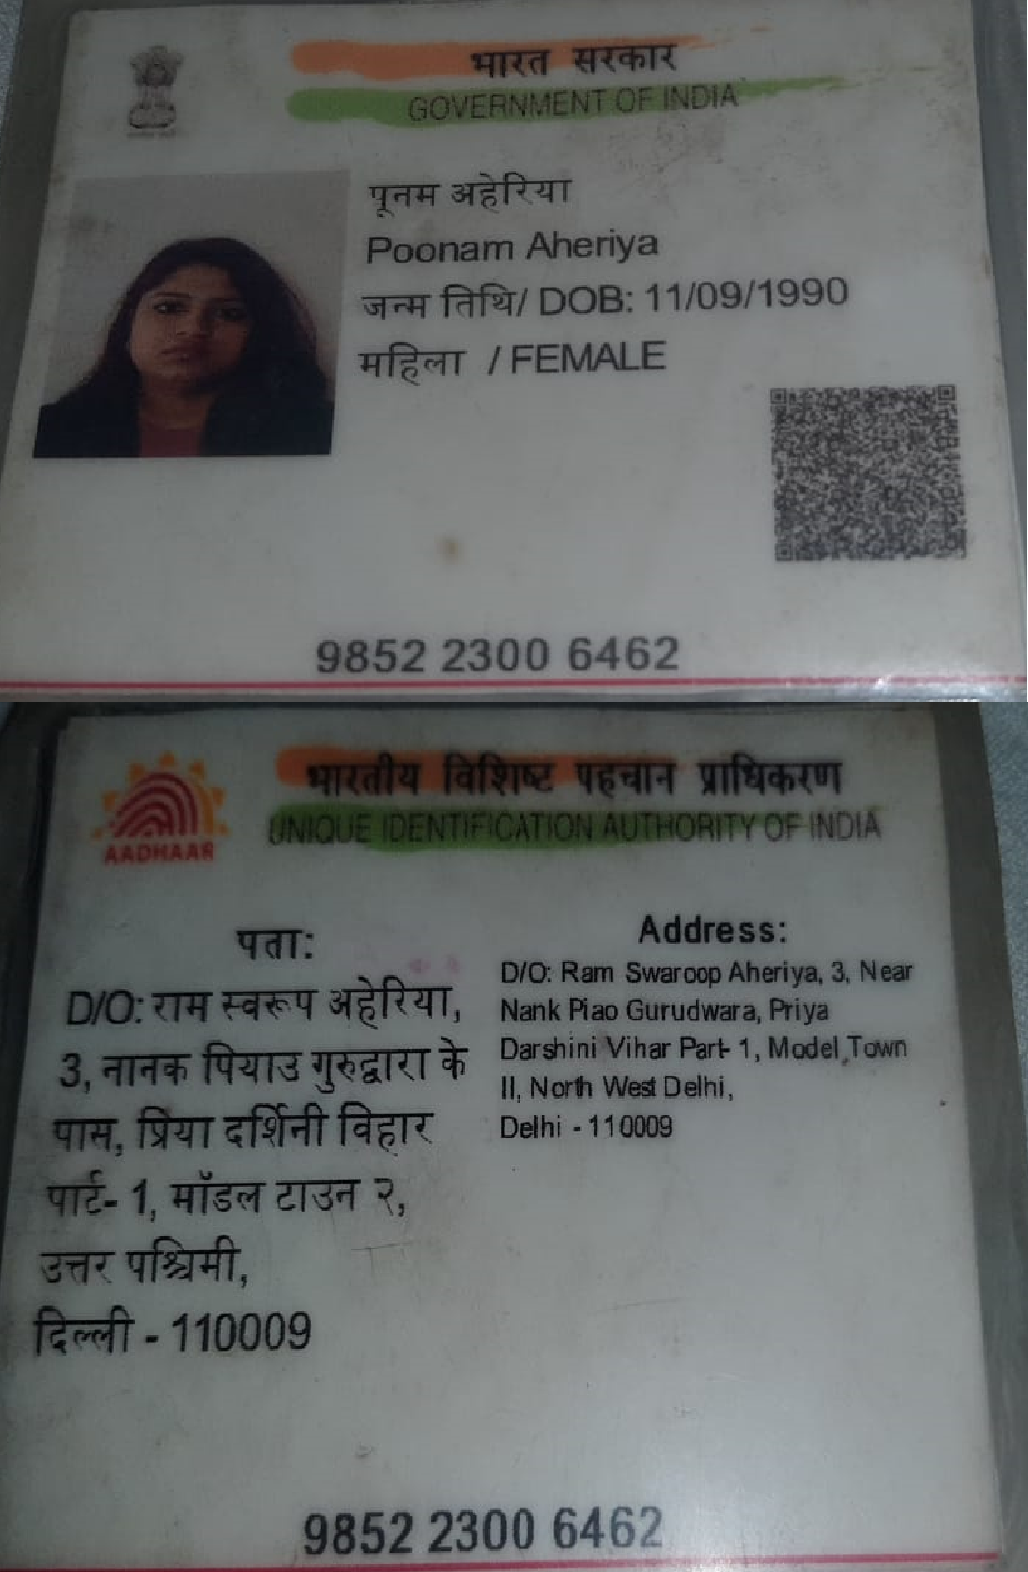 भारत सरकार
GOVERNMENT OF INDIA
पूनम अहेरिया
Poonam Aheriya
जन्म तिथि/ DOB: 11/09/1990
महिला / FEMALE
9852 2300 6462
भारतीय विशिष्ट पहचान प्राधिकरण
UNIQUE IDENTIFICATION AUTHORITY OF INDIA
AADHAAR
पता:
D/O: राम स्वरूप अहेरिया,
3, नानक पियाउ गुरुद्वारा के
पास, प्रिया दर्शिनी विहार
पार्ट- 1, मॉडल टाउन २,
उत्तर पश्चिमी,
दिल्ली - 110009
Address:
D/O: Ram Swaroop Aheriya, 3, Near
Nank Piao Gurudwara, Priya
Darshini Vihar Part- 1, Model Town
II, North West Delhi,
Delhi - 110009
9852 2300 6462